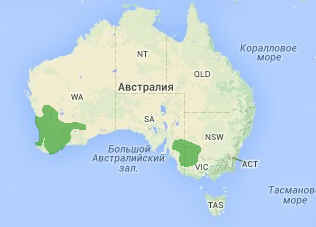 Коралловое
море
NT
QLD
WA
Австралия
SA
NSW
Большой
Австралийский
зал.
VIC
ACT
Тасманово
море
TAS